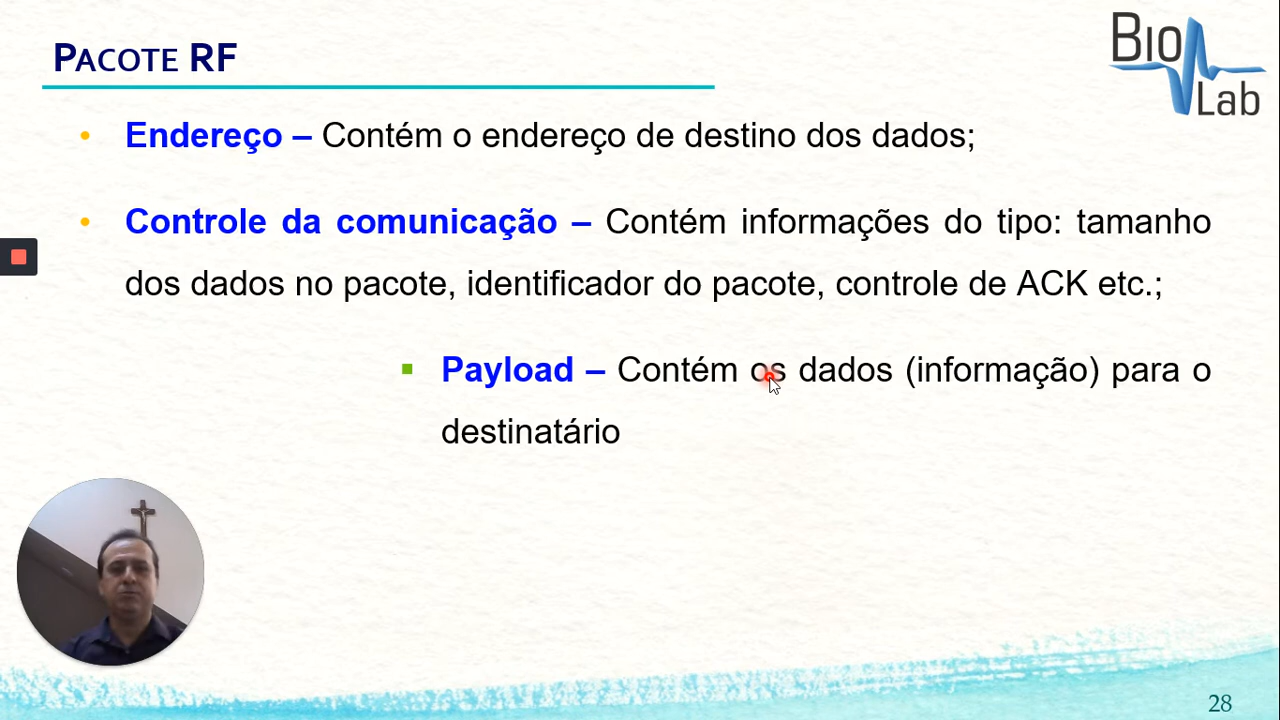 PACOTE RF
Bio
Lab
• Endereço – Contém o endereço de destino dos dados;
• Controle da comunicação – Contém informações do tipo: tamanho
dos dados no pacote, identificador do pacote, controle de ACK etc.;
▪ Payload – Contém os dados (informação) para o
destinatário
28